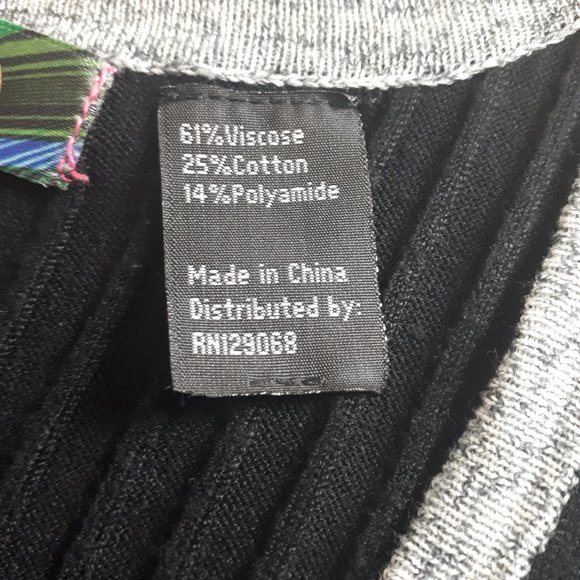 61%Viscose
25%Cotton
14%Polyamide
Made in China
Distributed by:
RN129068